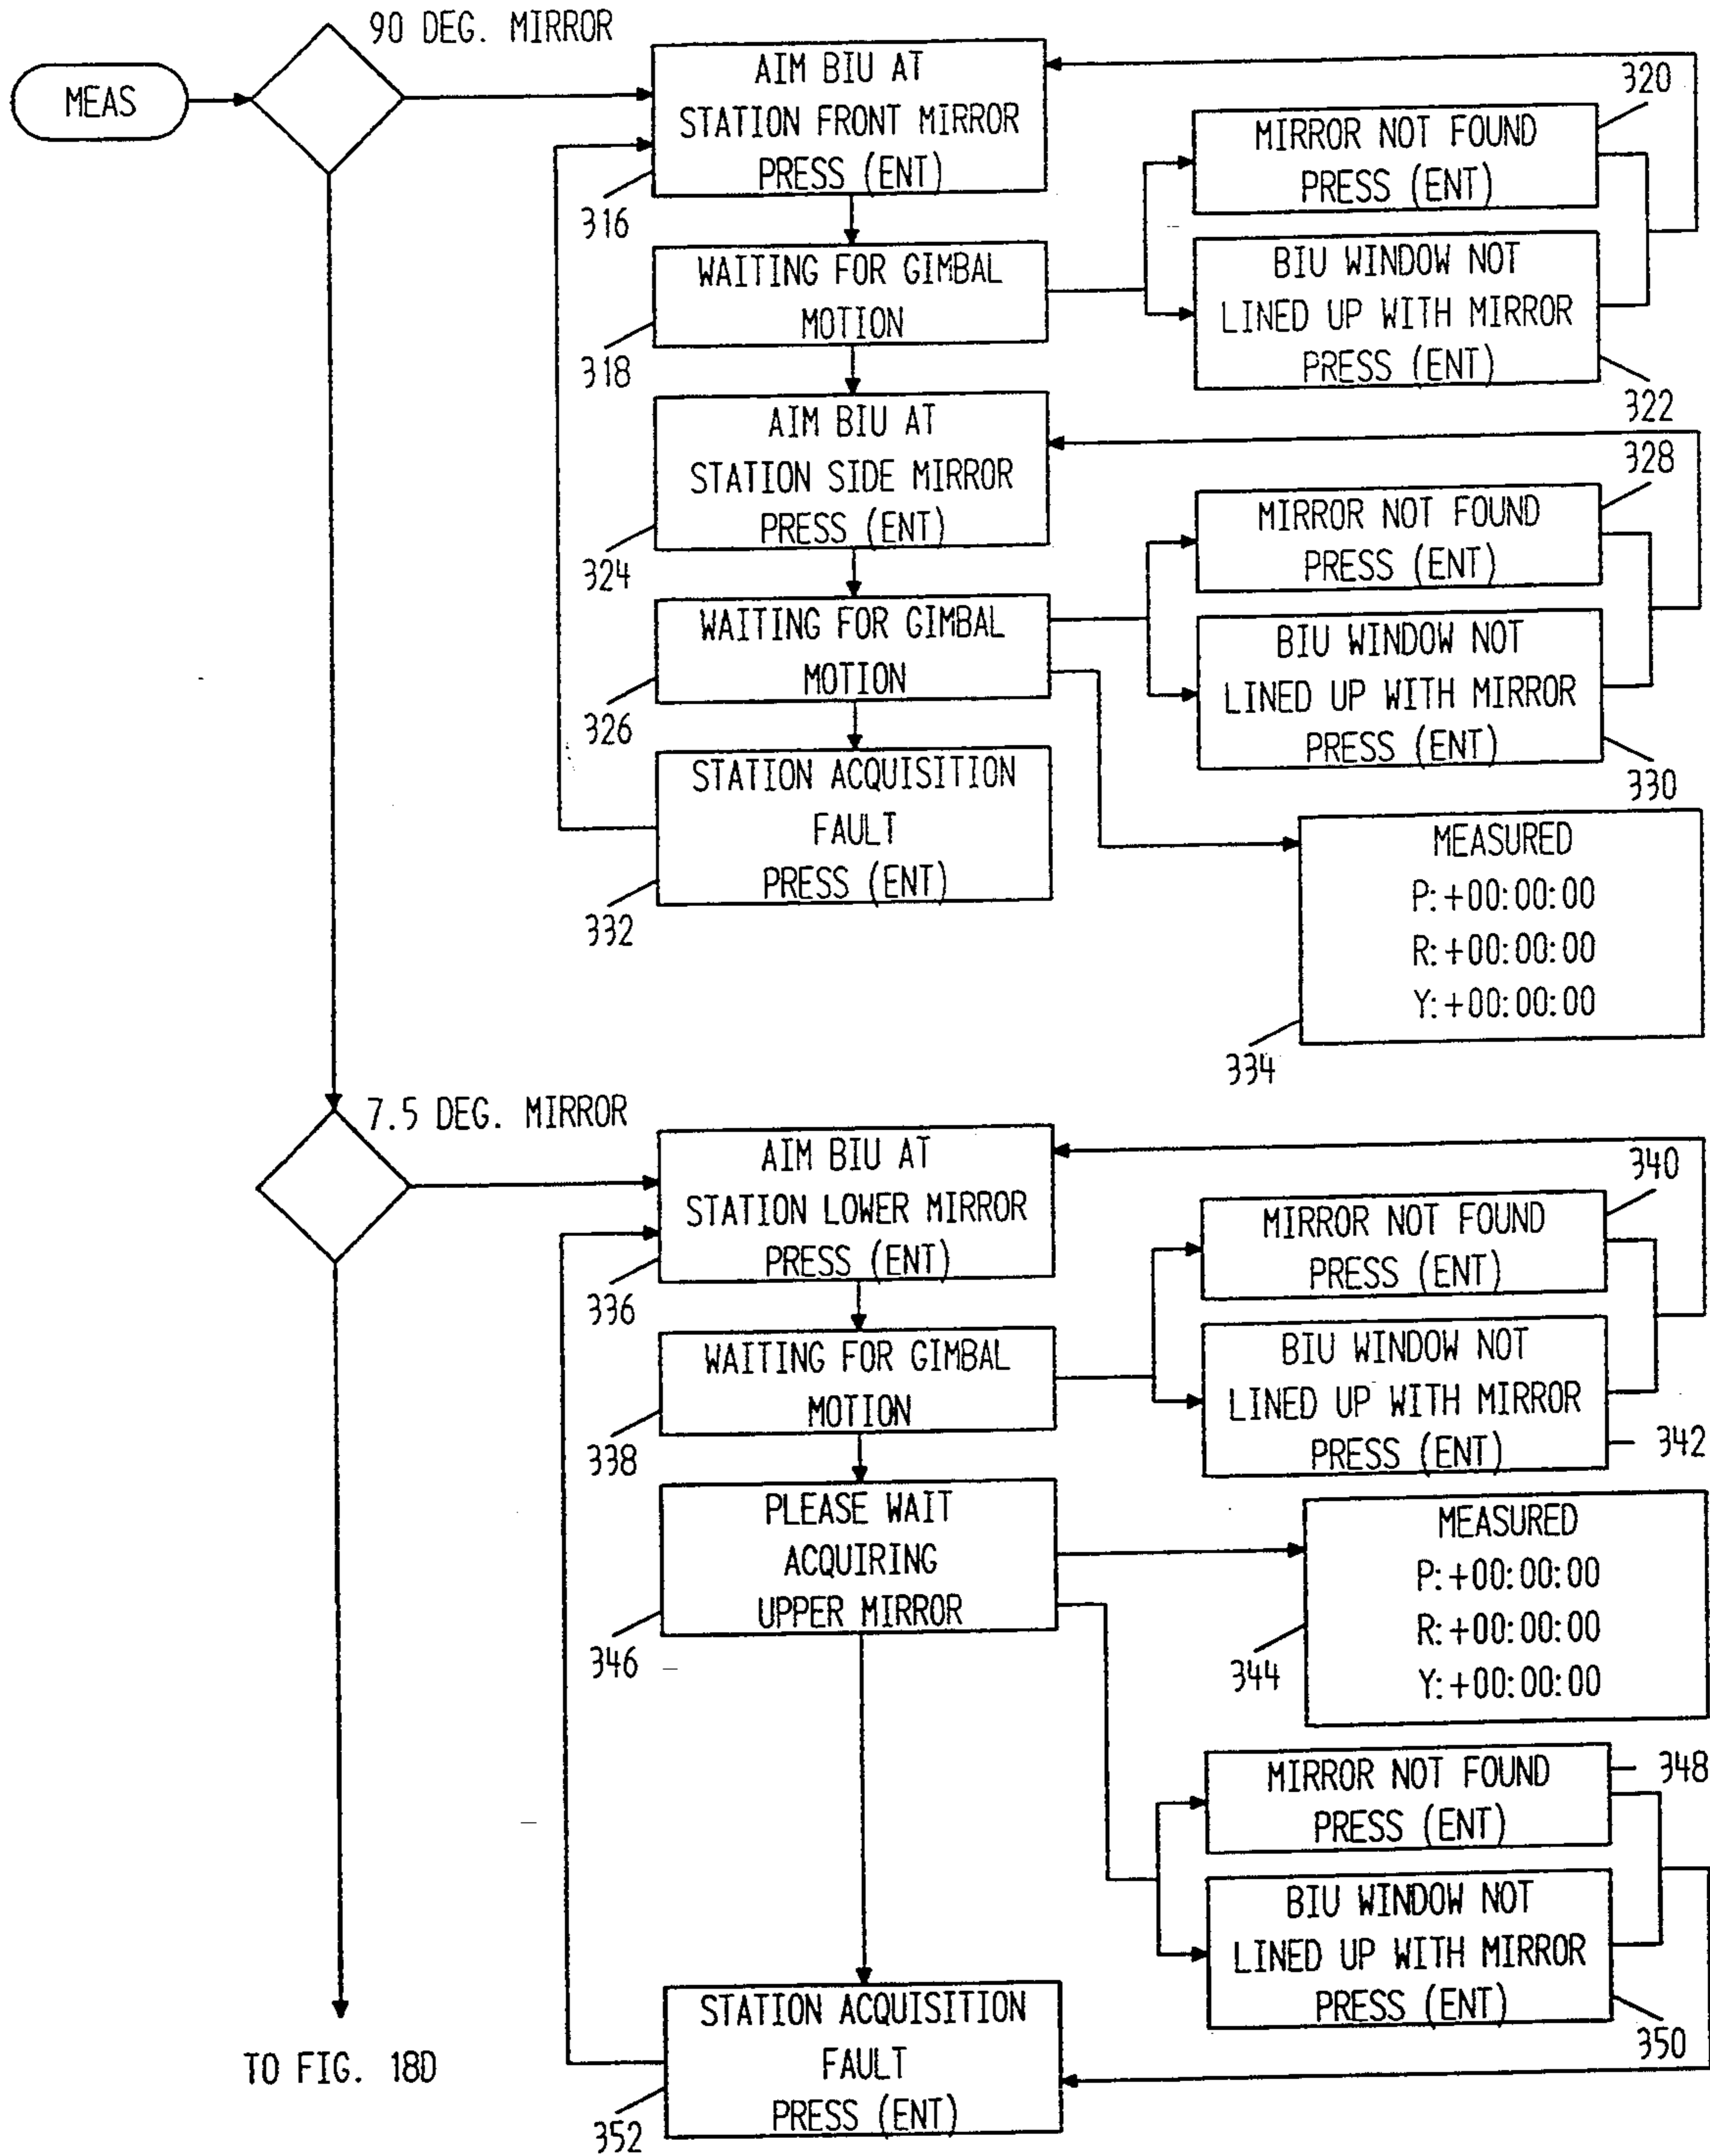 90 DEG. MIRROR
MEAS
AIM BIU AT
STATION FRONT MIRROR
PRESS (ENT)
316
320
MIRROR NOT FOUND
PRESS (ENT)
WAITING FOR GIMBAL
MOTION
318
BIU WINDOW NOT
LINED UP WITH MIRROR
PRESS (ENT)
322
AIM BIU AT
STATION SIDE MIRROR
PRESS (ENT)
324
328
MIRROR NOT FOUND
PRESS (ENT)
WAITING FOR GIMBAL
MOTION
326
BIU WINDOW NOT
LINED UP WITH MIRROR
PRESS (ENT)
330
STATION ACQUISITION
FAULT
PRESS (ENT)
332
MEASURED
P:+00:00:00
R:+00:00:00
Y:+00:00:00
334
7.5 DEG. MIRROR
AIM BIU AT
STATION LOWER MIRROR
PRESS (ENT)
336
340
MIRROR NOT FOUND
PRESS (ENT)
WAITING FOR GIMBAL
MOTION
338
BIU WINDOW NOT
LINED UP WITH MIRROR
PRESS (ENT)
342
PLEASE WAIT
ACQUIRING
UPPER MIRROR
346
MEASURED
P:+00:00:00
R:+00:00:00
Y:+00:00:00
344
MIRROR NOT FOUND
PRESS (ENT)
348
BIU WINDOW NOT
LINED UP WITH MIRROR
PRESS (ENT)
350
STATION ACQUISITION
FAULT
PRESS (ENT)
352
TO FIG. 18D